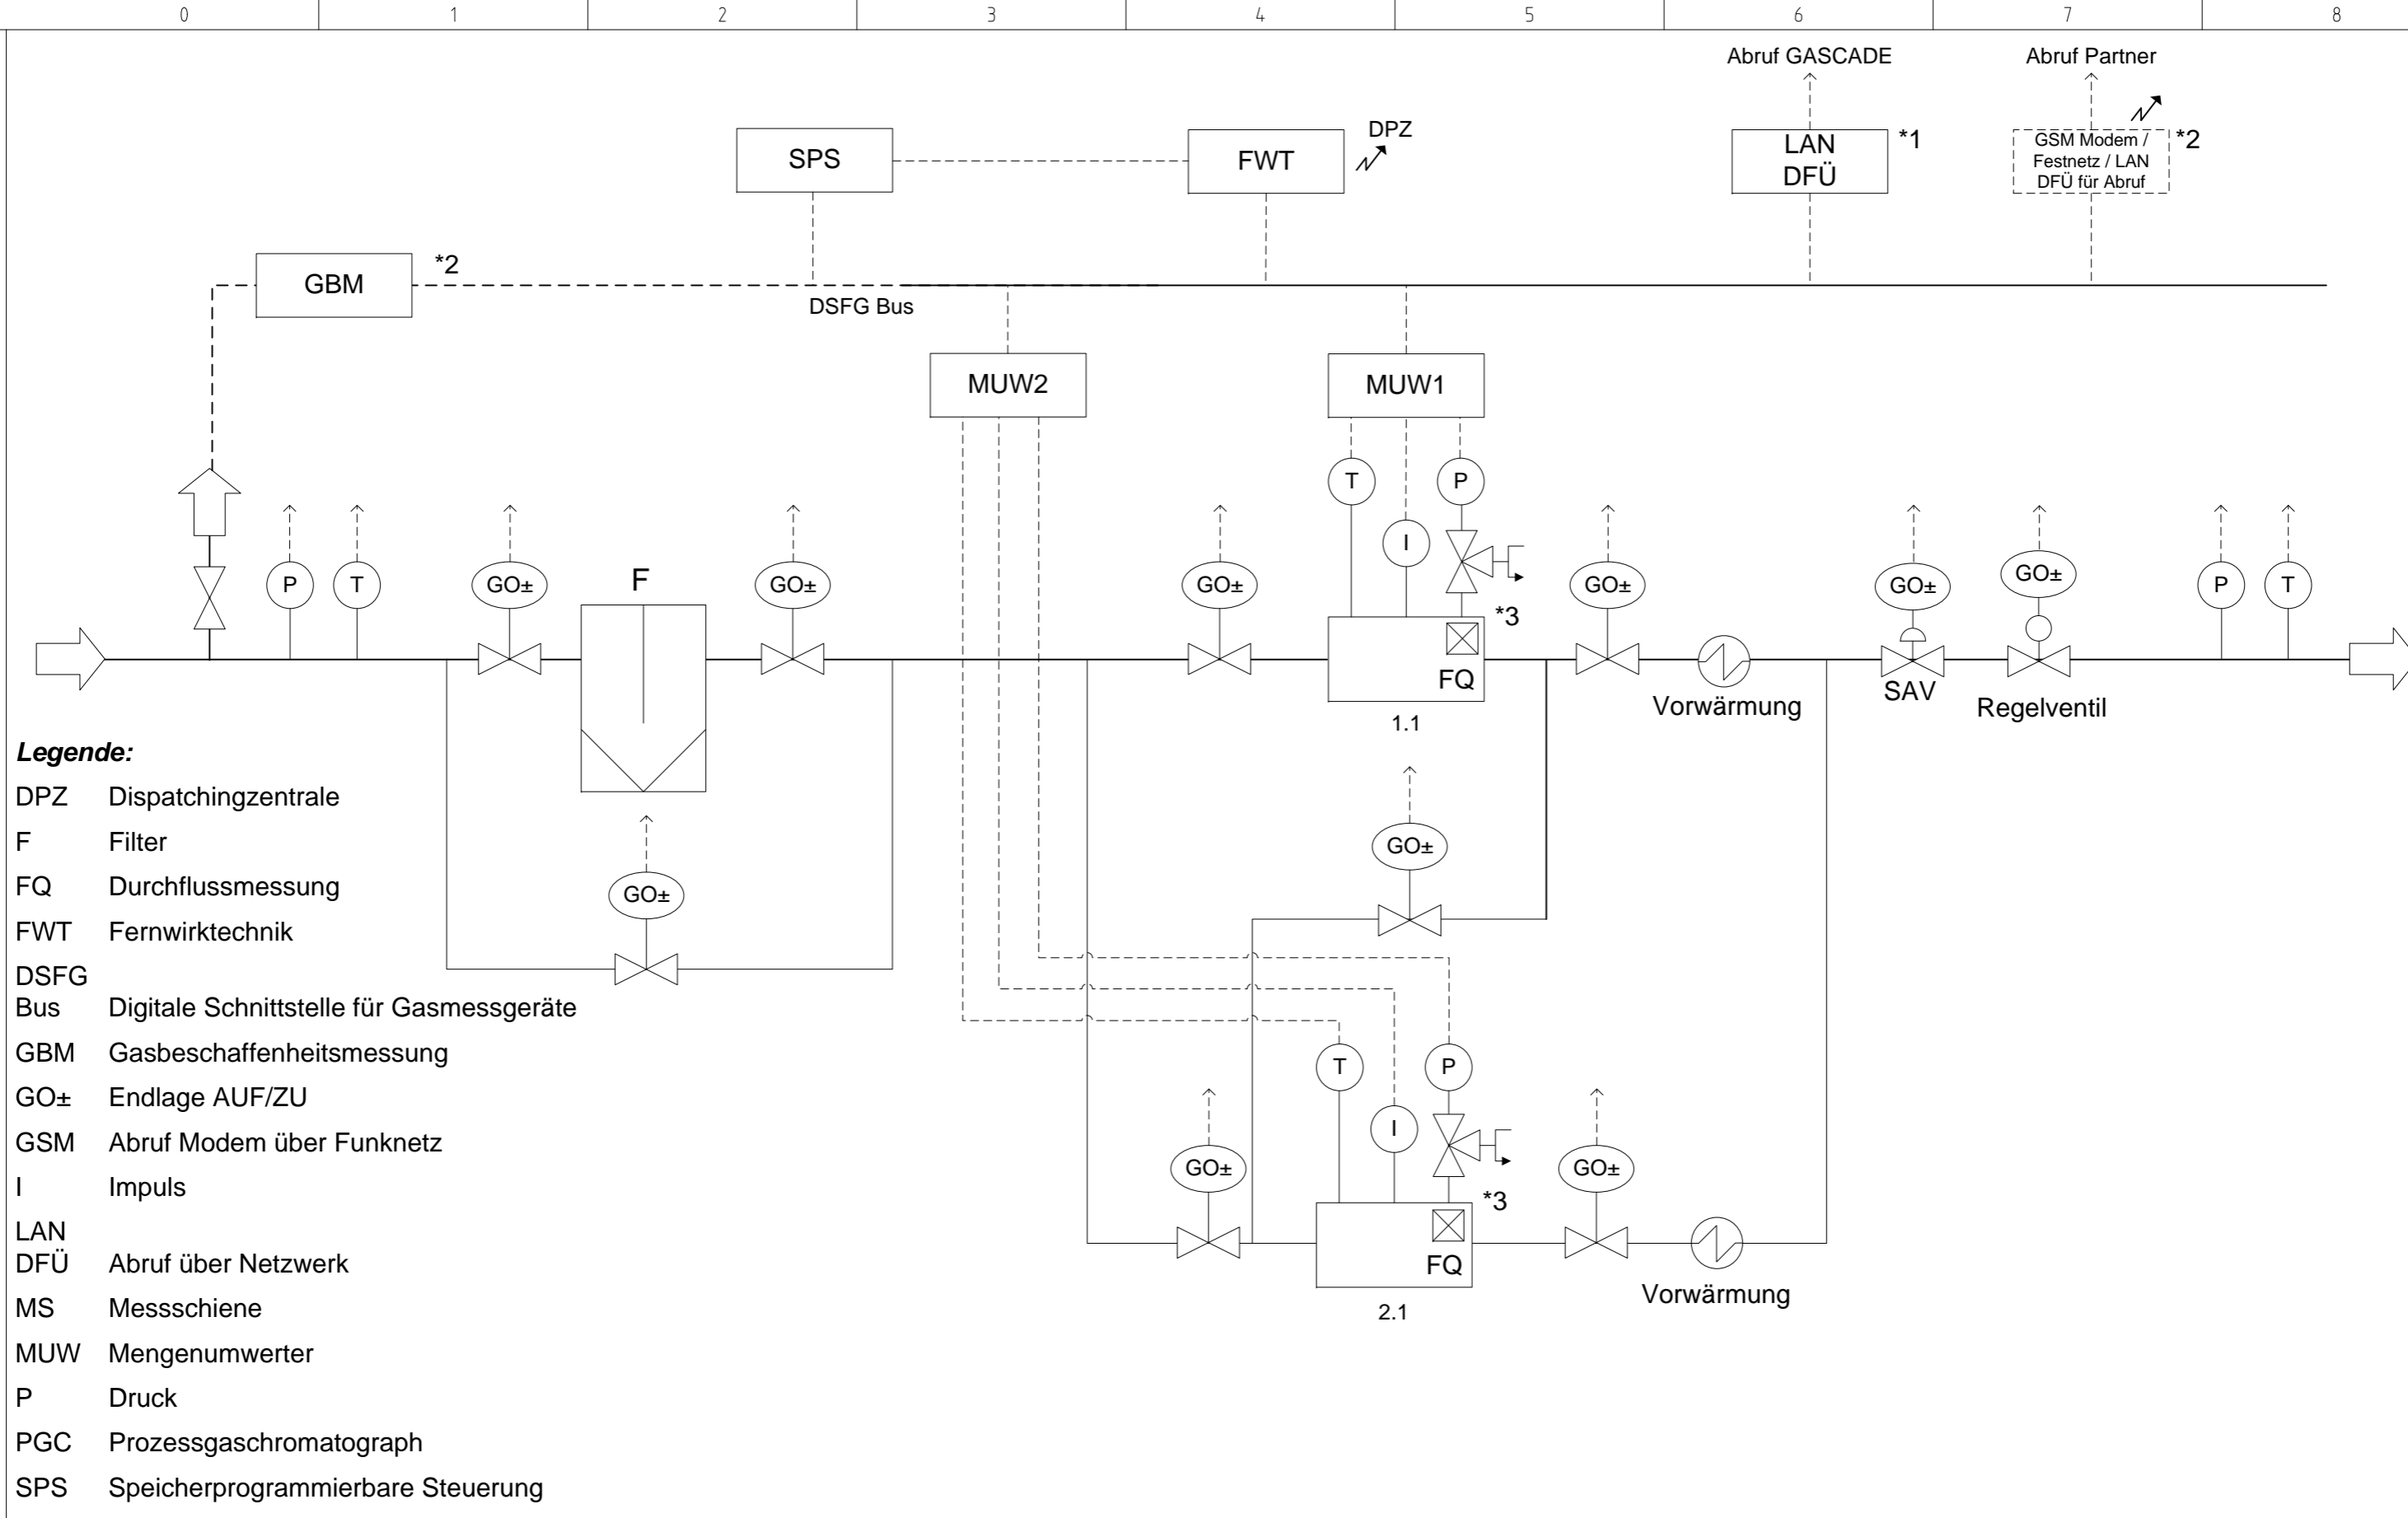 0 1 2 3 4 5 6 7 8
Abruf GASCADE
Abruf Partner
SPS
FWT
DPZ
LAN
DFÜ
*1
GSM Modem /
Festnetz / LAN
DFÜ für Abruf
*2
GBM
*2
DSFG Bus
MUW2
MUW1
T
P
I
P
T
GO±
F
GO±
GO±
*3
FQ
1.1
GO±
Vorwärmung
GO±
SAV
GO±
Regelventil
P
T
GO±
GO±
T
P
I
GO±
*3
FQ
2.1
GO±
Vorwärmung
Legende:
DPZ Dispatchingzentrale
F Filter
FQ Durchflussmessung
FWT Fernwirktechnik
DSFG
Bus Digitale Schnittstelle für Gasmessgeräte
GBM Gasbeschaffenheitsmessung
GO± Endlage AUF/ZU
GSM Abruf Modem über Funknetz
I Impuls
LAN
DFÜ Abruf über Netzwerk
MS Messschiene
MUW Mengenumwerter
P Druck
PGC Prozessgaschromatograph
SPS Speicherprogrammierbare Steuerung